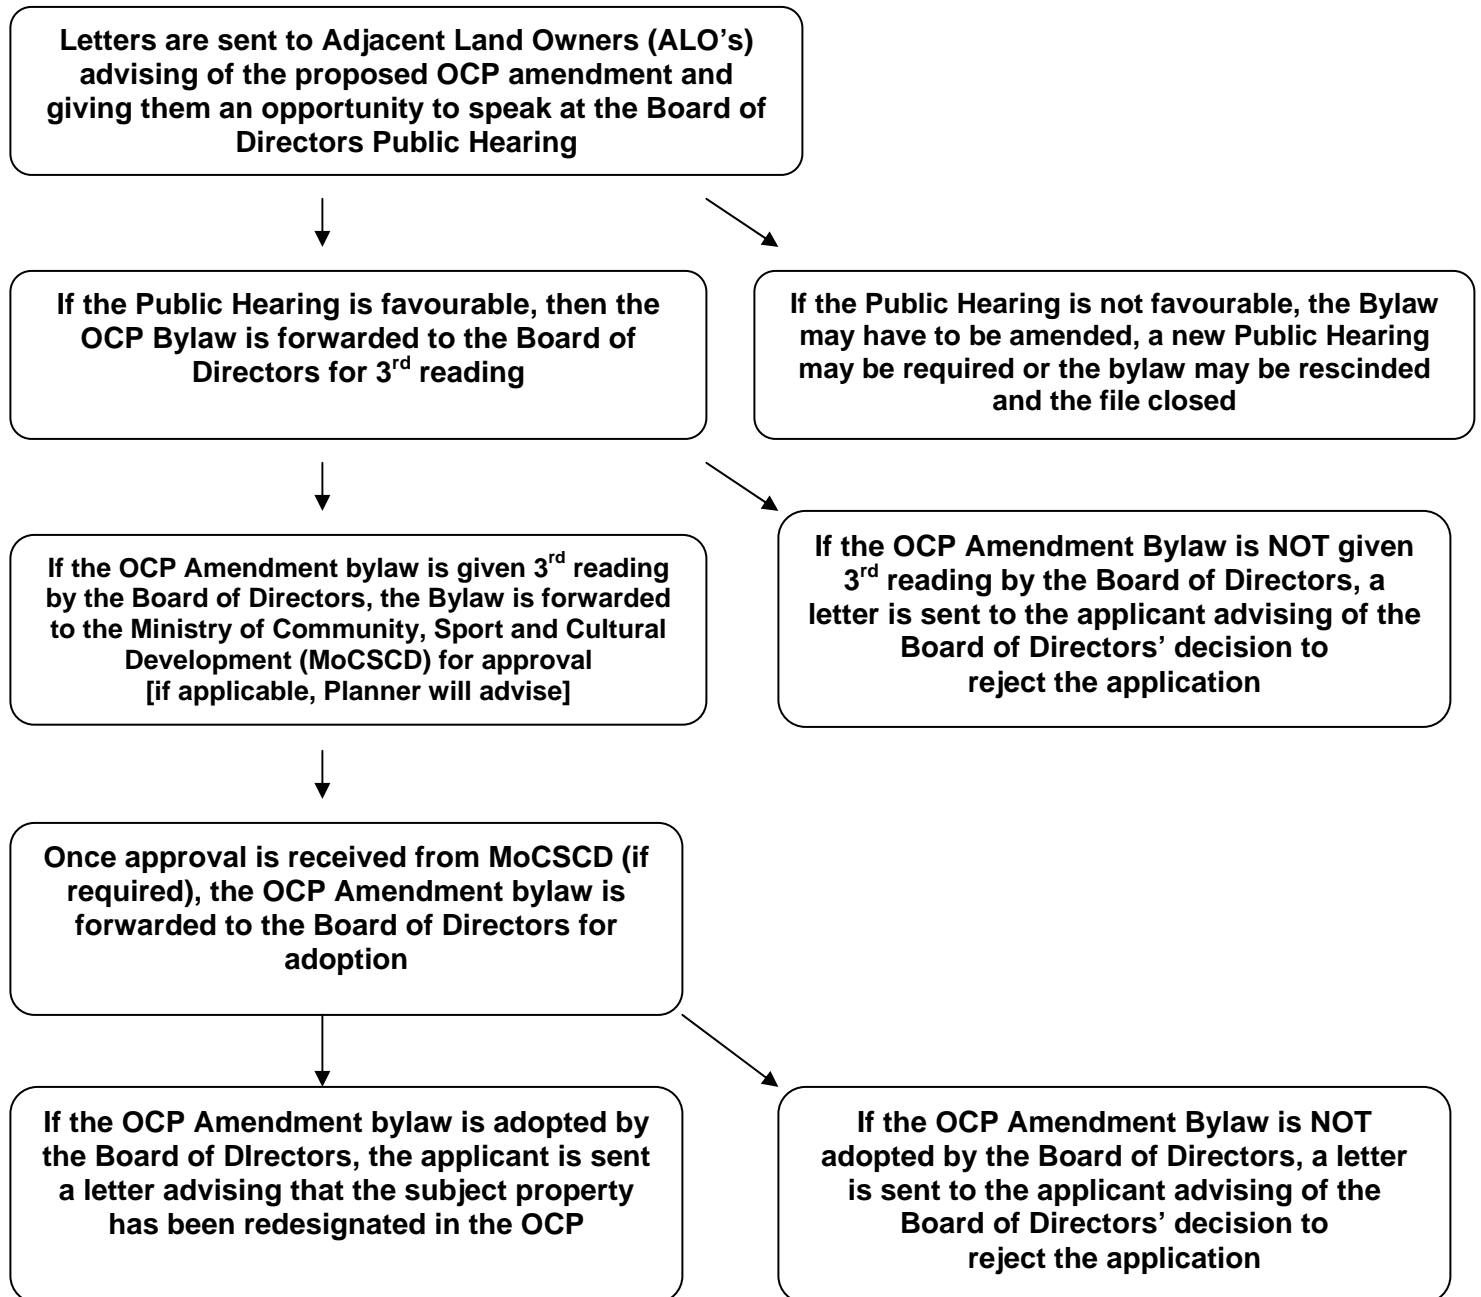 Letters are sent to Adjacent Land Owners (ALO’s)
advising of the proposed OCP amendment and
giving them an opportunity to speak at the Board of
Directors Public Hearing
If the Public Hearing is favourable, then the
OCP Bylaw is forwarded to the Board of
Directors for 3rd reading
If the Public Hearing is not favourable, the Bylaw
may have to be amended, a new Public Hearing
may be required or the bylaw may be rescinded
and the file closed
If the OCP Amendment bylaw is given 3rd reading
by the Board of Directors, the Bylaw is forwarded
to the Ministry of Community, Sport and Cultural
Development (MoCSCD) for approval
[if applicable, Planner will advise]
If the OCP Amendment Bylaw is NOT given
3rd reading by the Board of Directors, a
letter is sent to the applicant advising of the
Board of Directors’ decision to
reject the application
Once approval is received from MoCSCD (if
required), the OCP Amendment bylaw is
forwarded to the Board of Directors for
adoption
If the OCP Amendment bylaw is adopted by
the Board of DIrectors, the applicant is sent
a letter advising that the subject property
has been redesignated in the OCP
If the OCP Amendment Bylaw is NOT
adopted by the Board of Directors, a letter
is sent to the applicant advising of the
Board of Directors’ decision to
reject the application